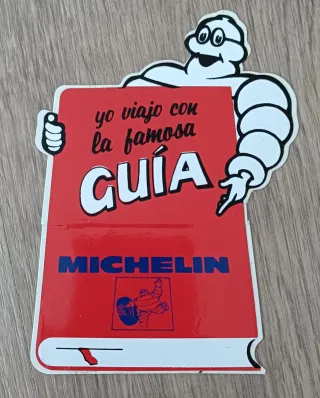 yo viajo con
la famosa
GUÍA
MICHELIN